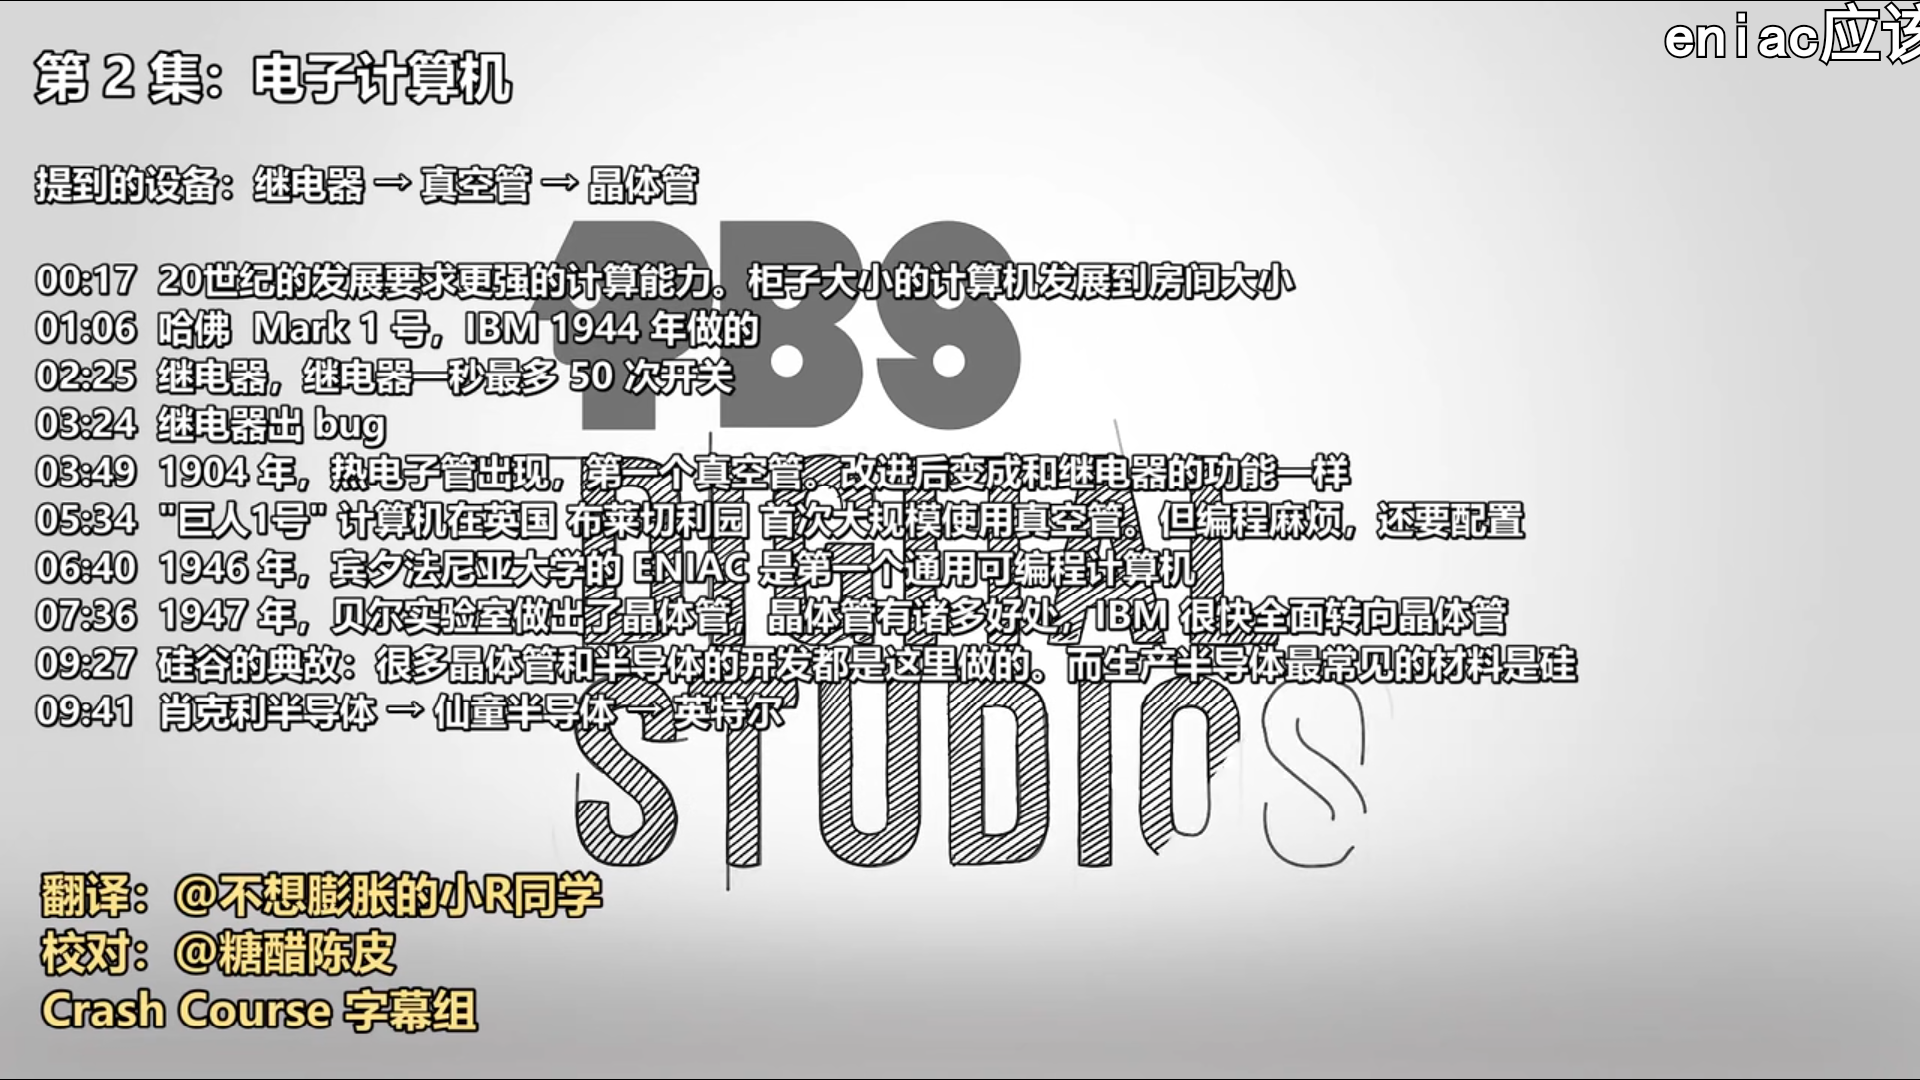 eniac应该
第 2 集：电子计算机
提到的设备：继电器 → 真空管 → 晶体管
00:17 20世纪的发展要求更强的计算能力。柜子大小的计算机发展到房间大小
01:06 哈佛 Mark 1 号，IBM 1944 年做的
02:25 继电器，继电器一秒最多 50 次开关
03:24 继电器出 bug
03:49 1904 年，热电子管出现，第一个真空管。改进后变成和继电器的功能一样
05:34 "巨人1号" 计算机在英国 布莱切利园 首次大规模使用真空管。但编程麻烦，还要配置
06:40 1946 年，宾夕法尼亚大学的 ENIAC 是第一个通用可编程计算机
07:36 1947 年，贝尔实验室做出了晶体管，晶体管有诸多好处，IBM 很快全面转向晶体管
09:27 硅谷的典故：很多晶体管和半导体的开发都是这里做的。而生产半导体最常见的材料是硅
09:41 肖克利半导体 → 仙童半导体 → 英特尔
PBS
DIGITAL
STUDIOS
翻译：@不想膨胀的小R同学
校对：@糖醋陈皮
Crash Course 字幕组